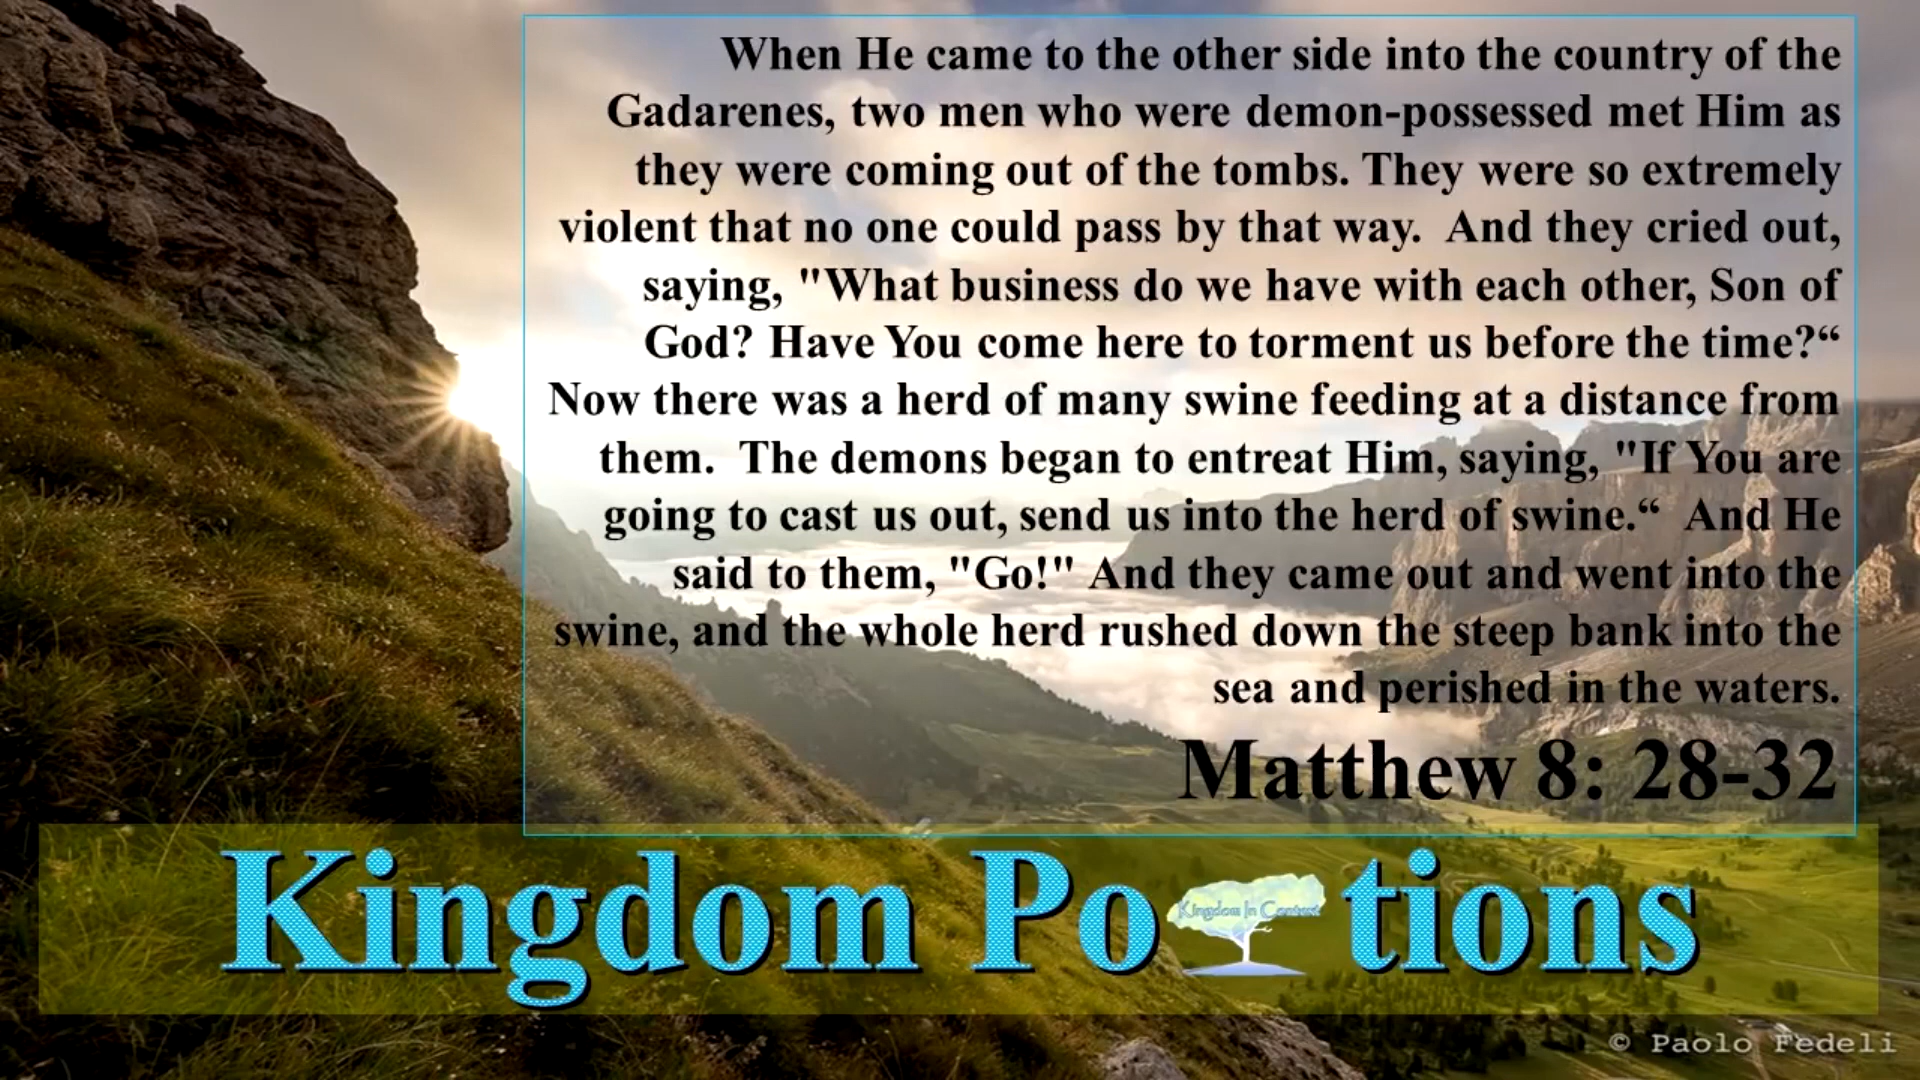 When He came to the other side into the country of the
Gadarenes, two men who were demon-possessed met Him as
they were coming out of the tombs. They were so extremely
violent that no one could pass by that way.  And they cried out,
saying, "What business do we have with each other, Son of
God? Have You come here to torment us before the time?“
Now there was a herd of many swine feeding at a distance from
them.  The demons began to entreat Him, saying, "If You are
going to cast us out, send us into the herd of swine.“  And He
said to them, "Go!" And they came out and went into the
swine, and the whole herd rushed down the steep bank into the
sea and perished in the waters.
Matthew 8: 28-32
Kingdom Po tions
Kingdom In Context
© Paolo Fedeli